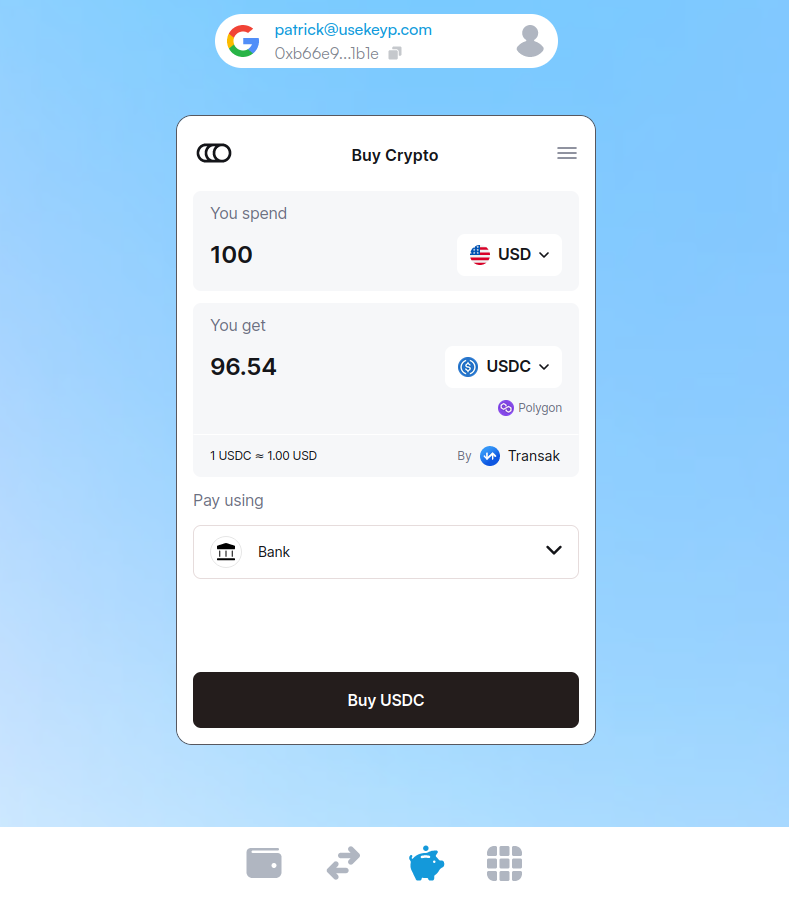 patrick@usekeyp.com
0xb66e9...1b1e
Buy Crypto
You spend
100
USD
You get
96.54
USDC
Polygon
1 USDC ≈ 1.00 USD
By Transak
Pay using
Bank
Buy USDC